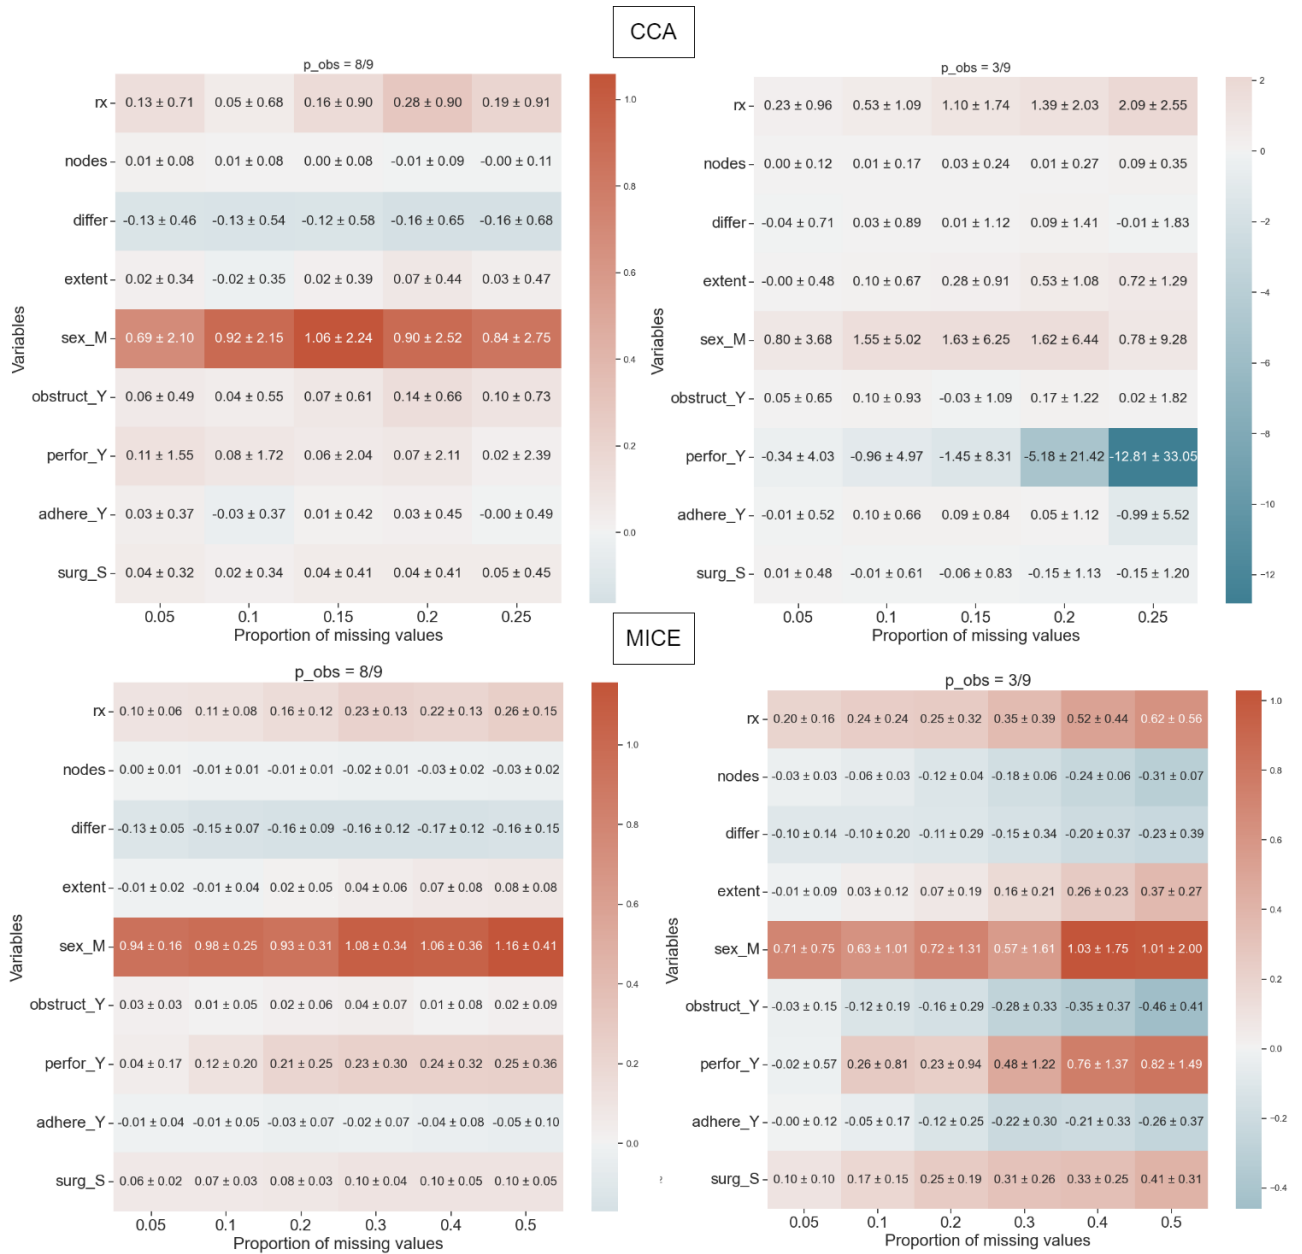 CCA
p_obs = 8/9
rx 0.13 ± 0.71 0.05 ± 0.68 0.16 ± 0.90 0.28 ± 0.90 0.19 ± 0.91
nodes 0.01 ± 0.08 0.01 ± 0.08 0.00 ± 0.08 -0.01 ± 0.09 -0.00 ± 0.11
differ -0.13 ± 0.46 -0.13 ± 0.54 -0.12 ± 0.58 -0.16 ± 0.65 -0.16 ± 0.68
extent 0.02 ± 0.34 -0.02 ± 0.35 0.02 ± 0.39 0.07 ± 0.44 0.03 ± 0.47
sex_M 0.69 ± 2.10 0.92 ± 2.15 1.06 ± 2.24 0.90 ± 2.52 0.84 ± 2.75
obstruct_Y 0.06 ± 0.49 0.04 ± 0.55 0.07 ± 0.61 0.14 ± 0.66 0.10 ± 0.73
perfor_Y 0.11 ± 1.55 0.08 ± 1.72 0.06 ± 2.04 0.07 ± 2.11 0.02 ± 2.39
adhere_Y 0.03 ± 0.37 -0.03 ± 0.37 0.01 ± 0.42 0.03 ± 0.45 -0.00 ± 0.49
surg_S 0.04 ± 0.32 0.02 ± 0.34 0.04 ± 0.41 0.04 ± 0.41 0.05 ± 0.45
0.05 0.1 0.15 0.2 0.25
Proportion of missing values
Variables
1.0
0.8
0.6
0.4
0.2
0.0
p_obs = 3/9
rx 0.23 ± 0.96 0.53 ± 1.09 1.10 ± 1.74 1.39 ± 2.03 2.09 ± 2.55
nodes 0.00 ± 0.12 0.01 ± 0.17 0.03 ± 0.24 0.01 ± 0.27 0.09 ± 0.35
differ -0.04 ± 0.71 0.03 ± 0.89 0.01 ± 1.12 0.09 ± 1.41 -0.01 ± 1.83
extent -0.00 ± 0.48 0.10 ± 0.67 0.28 ± 0.91 0.53 ± 1.08 0.72 ± 1.29
sex_M 0.80 ± 3.68 1.55 ± 5.02 1.63 ± 6.25 1.62 ± 6.44 0.78 ± 9.28
obstruct_Y 0.05 ± 0.65 0.10 ± 0.93 -0.03 ± 1.09 0.17 ± 1.22 0.02 ± 1.82
perfor_Y -0.34 ± 4.03 -0.96 ± 4.97 -1.45 ± 8.31 -5.18 ± 21.42 -12.81 ± 33.05
adhere_Y -0.01 ± 0.52 0.10 ± 0.66 0.09 ± 0.84 0.05 ± 1.12 -0.99 ± 5.52
surg_S 0.01 ± 0.48 -0.01 ± 0.61 -0.06 ± 0.83 -0.15 ± 1.13 -0.15 ± 1.20
0.05 0.1 0.15 0.2 0.25
Proportion of missing values
Variables
2
0
−2
−4
−6
−8
−10
−12
MICE
p_obs = 8/9
rx 0.10 ± 0.06 0.11 ± 0.08 0.16 ± 0.12 0.23 ± 0.13 0.22 ± 0.13 0.26 ± 0.15
nodes 0.00 ± 0.01 -0.01 ± 0.01 -0.01 ± 0.01 -0.02 ± 0.01 -0.03 ± 0.02 -0.03 ± 0.02
differ -0.13 ± 0.05 -0.15 ± 0.07 -0.16 ± 0.09 -0.16 ± 0.12 -0.17 ± 0.12 -0.16 ± 0.15
extent -0.01 ± 0.02 -0.01 ± 0.04 0.02 ± 0.05 0.04 ± 0.06 0.07 ± 0.08 0.08 ± 0.08
sex_M 0.94 ± 0.16 0.98 ± 0.25 0.93 ± 0.31 1.08 ± 0.34 1.06 ± 0.36 1.16 ± 0.41
obstruct_Y 0.03 ± 0.03 0.01 ± 0.05 0.02 ± 0.06 0.04 ± 0.07 0.01 ± 0.08 0.02 ± 0.09
perfor_Y 0.04 ± 0.17 0.12 ± 0.20 0.21 ± 0.25 0.23 ± 0.30 0.24 ± 0.32 0.25 ± 0.36
adhere_Y -0.01 ± 0.04 -0.01 ± 0.05 -0.03 ± 0.07 -0.02 ± 0.07 -0.04 ± 0.08 -0.05 ± 0.10
surg_S 0.06 ± 0.02 0.07 ± 0.03 0.08 ± 0.03 0.10 ± 0.04 0.10 ± 0.05 0.10 ± 0.05
0.05 0.1 0.2 0.3 0.4 0.5
Proportion of missing values
Variables
1.0
0.8
0.6
0.4
0.2
0.0
p_obs = 3/9
rx 0.20 ± 0.16 0.24 ± 0.24 0.25 ± 0.32 0.35 ± 0.39 0.52 ± 0.44 0.62 ± 0.56
nodes -0.03 ± 0.03 -0.06 ± 0.03 -0.12 ± 0.04 -0.18 ± 0.06 -0.24 ± 0.06 -0.31 ± 0.07
differ -0.10 ± 0.14 -0.10 ± 0.20 -0.11 ± 0.29 -0.15 ± 0.34 -0.20 ± 0.37 -0.23 ± 0.39
extent -0.01 ± 0.09 0.03 ± 0.12 0.07 ± 0.19 0.16 ± 0.21 0.26 ± 0.23 0.37 ± 0.27
sex_M 0.71 ± 0.75 0.63 ± 1.01 0.72 ± 1.31 0.57 ± 1.61 1.03 ± 1.75 1.01 ± 2.00
obstruct_Y -0.03 ± 0.15 -0.12 ± 0.19 -0.16 ± 0.29 -0.28 ± 0.33 -0.35 ± 0.37 -0.46 ± 0.41
perfor_Y -0.02 ± 0.57 0.26 ± 0.81 0.23 ± 0.94 0.48 ± 1.22 0.76 ± 1.37 0.82 ± 1.49
adhere_Y -0.00 ± 0.12 -0.05 ± 0.17 -0.12 ± 0.25 -0.22 ± 0.30 -0.21 ± 0.33 -0.26 ± 0.37
surg_S 0.10 ± 0.10 0.17 ± 0.15 0.25 ± 0.19 0.31 ± 0.26 0.33 ± 0.25 0.41 ± 0.31
0.05 0.1 0.2 0.3 0.4 0.5
Proportion of missing values
Variables
1.0
0.8
0.6
0.4
0.2
0.0
−0.2
−0.4